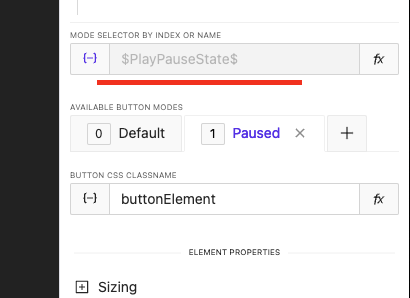 MODE SELECTOR BY INDEX OR NAME
{··} $PlayPauseState$ fx
AVAILABLE BUTTON MODES
0 Default 1 Paused × +
BUTTON CSS CLASSNAME
{··} buttonElement fx
ELEMENT PROPERTIES
+ Sizing